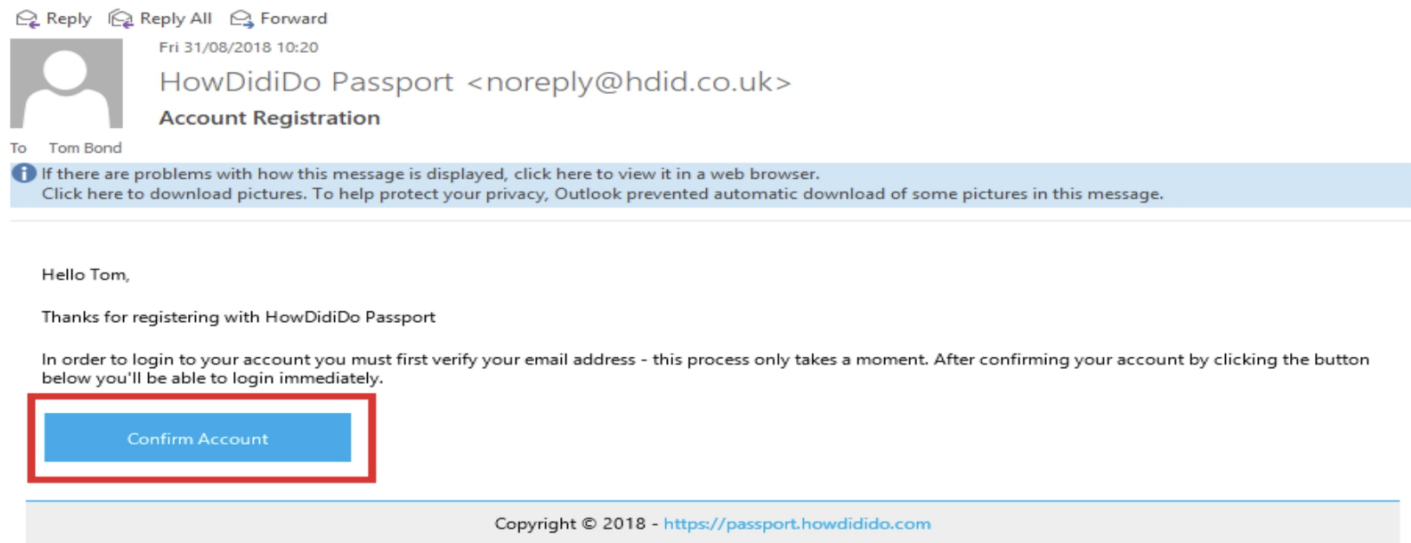 Reply Reply All Forward
Fri 31/08/2018 10:20
HowDidiDo Passport <noreply@hdid.co.uk>
Account Registration
To Tom Bond
If there are problems with how this message is displayed, click here to view it in a web browser.
Click here to download pictures. To help protect your privacy, Outlook prevented automatic download of some pictures in this message.
Hello Tom,
Thanks for registering with HowDidiDo Passport
In order to login to your account you must first verify your email address - this process only takes a moment. After confirming your account by clicking the button
below you'll be able to login immediately.
Confirm Account
Copyright © 2018 - https://passport.howdidido.com